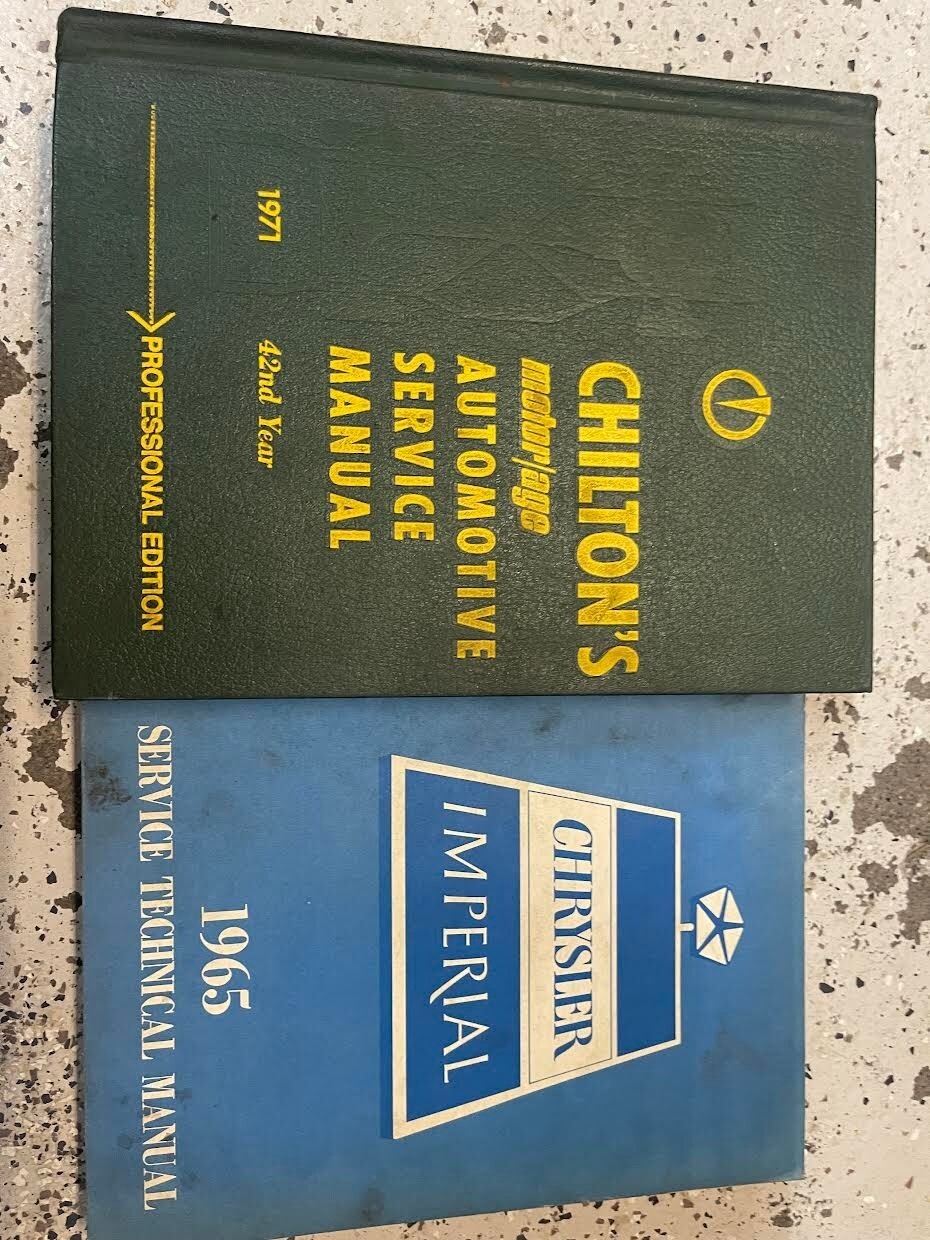 CHILTON'S
motor/age
AUTOMOTIVE
SERVICE
MANUAL
1971 42nd Year
PROFESSIONAL EDITION
CHRYSLER
IMPERIAL
1965
SERVICE TECHNICAL MANUAL